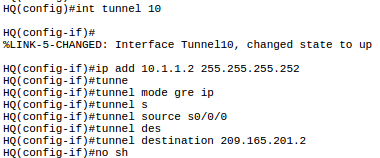 HQ(config)#int tunnel 10
HQ(config-if)#
%LINK-5-CHANGED: Interface Tunnel10, changed state to up
HQ(config-if)#ip add 10.1.1.2 255.255.255.252
HQ(config-if)#tunne
HQ(config-if)#tunnel mode gre ip
HQ(config-if)#tunnel s
HQ(config-if)#tunnel source s0/0/0
HQ(config-if)#tunnel des
HQ(config-if)#tunnel destination 209.165.201.2
HQ(config-if)#no sh